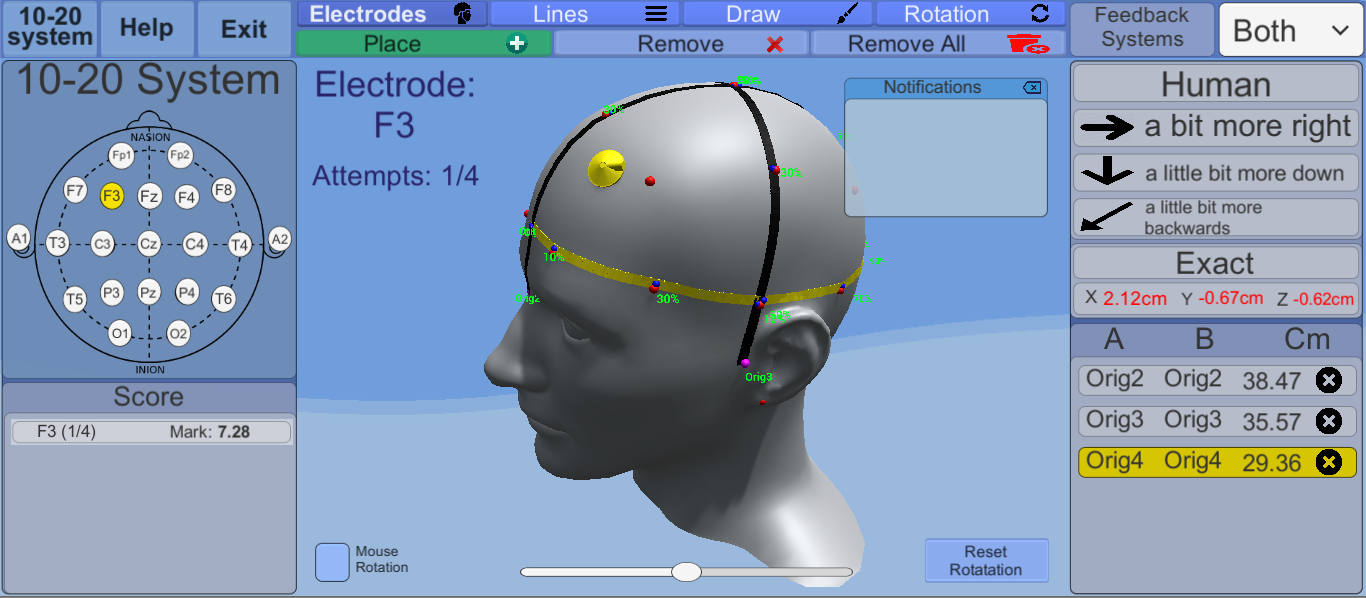 10-20 system
Help
Exit
Electrodes
Lines
Draw
Rotation
Place
Remove
Remove All
Feedback Systems
Both
10-20 System
NASION
Fp1 Fp2
F7 F3 Fz F4 F8
A1 T3 C3 Cz C4 T4 A2
T5 P3 Pz P4 T6
O1 O2
INION
Score
F3 (1/4) Mark: 7.28
Electrode:
F3
Attempts: 1/4
Notifications
30%
30%
10%
30%
Orig2
Orig3
Mouse
Rotation
Reset
Rotatation
Human
a bit more right
a little bit more down
a little bit more
backwards
Exact
X 2.12cm Y -0.67cm Z -0.62cm
A B Cm
Orig2 Orig2 38.47
Orig3 Orig3 35.57
Orig4 Orig4 29.36